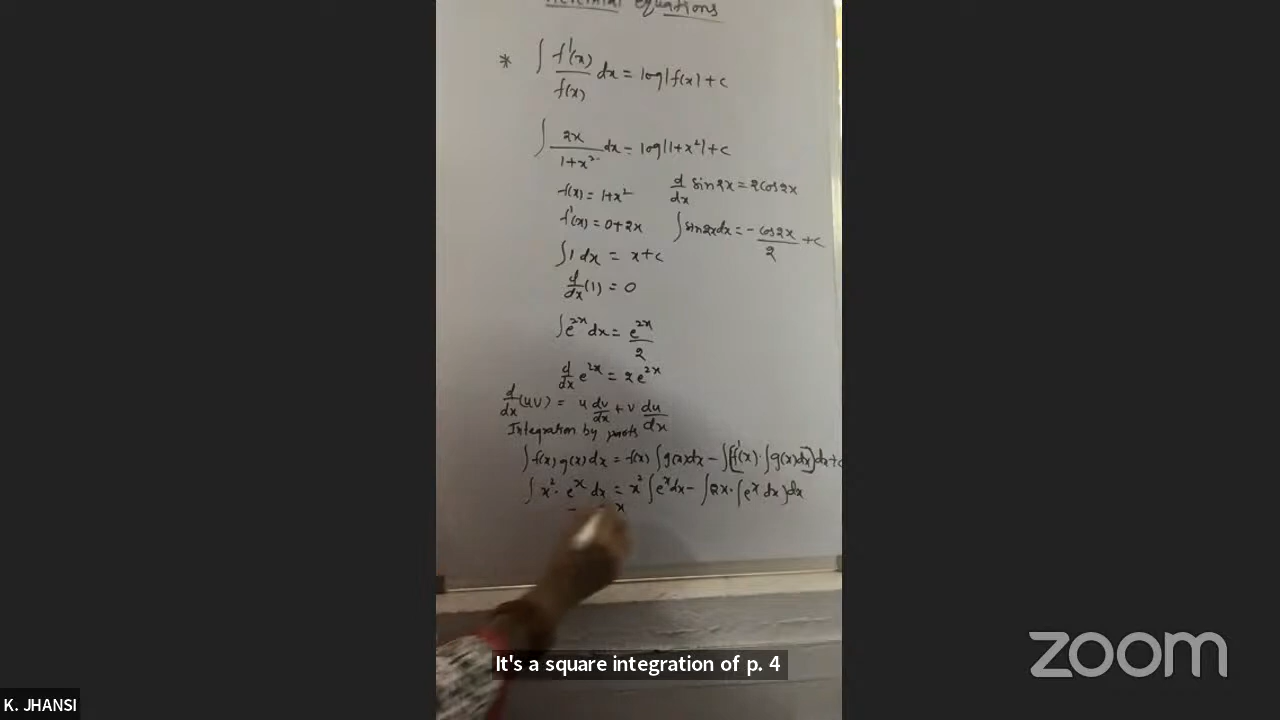 equations
* ∫ f'(x)/f(x) dx = log|f(x)| + c
∫ 2x/1+x² dx = log|1+x²| + c
f(x) = 1+x²
d/dx sin2x = 2cos2x
f'(x) = 0+2x
∫sin2xdx = -cos2x/2 + c
∫1 dx = x+c
d/dx (1) = 0
∫e^2x dx = e^2x/2
d/dx e^2x = 2e^2x
d/dx (uv) = u dv/dx + v du/dx
Integration by parts
∫f(x) g(x) dx = f(x) ∫g(x)dx - ∫[f'(x)·∫g(x)dx]dx+c
∫x²·e^x dx = x² ∫e^x dx - ∫2x·∫e^x dx)dx
It's a square integration of p. 4
K. JHANSI
zoom